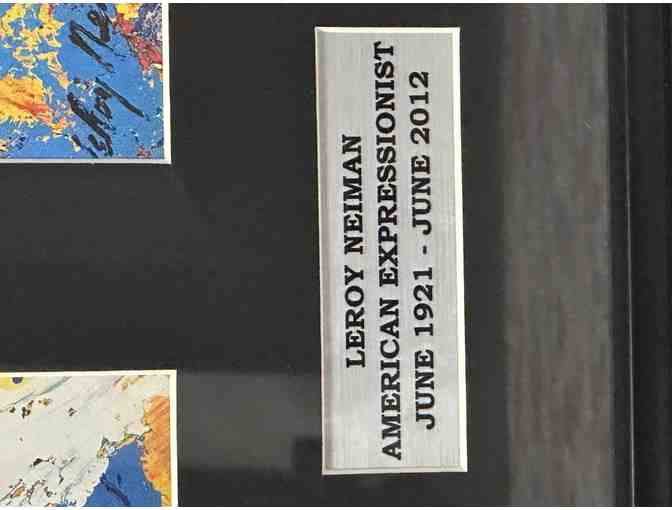 LEROY NEIMAN
AMERICAN EXPRESSIONIST
JUNE 1921 - JUNE 2012